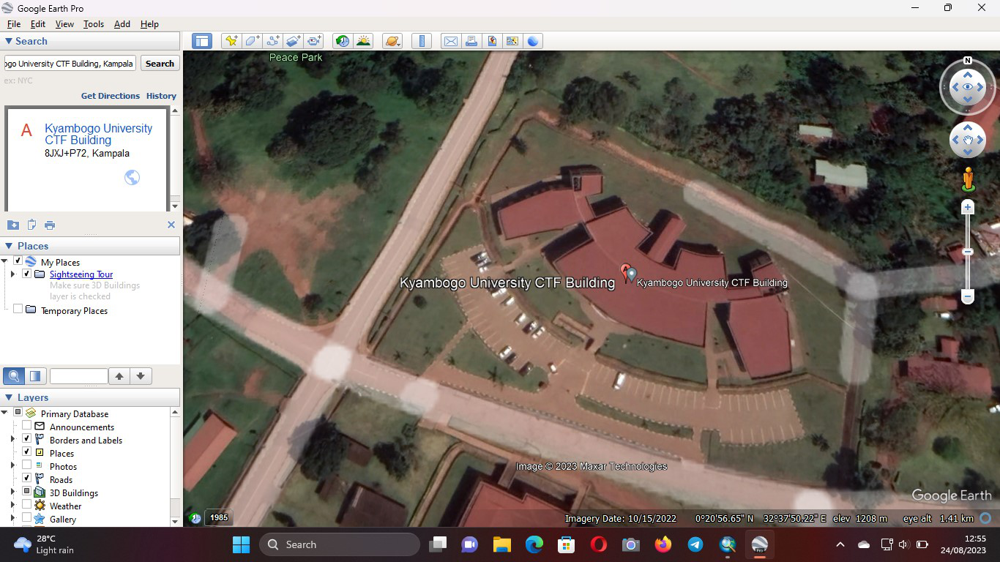 Google Earth Pro
File Edit View Tools Add Help
Search
ogo University CTF Building, Kampala Search
ex: NYC
Get Directions History
A Kyambogo University
CTF Building
8JXJ+P72, Kampala
Places
My Places
Sightseeing Tour
Make sure 3D Buildings
layer is checked
Temporary Places
Layers
Primary Database
Announcements
Borders and Labels
Places
Photos
Roads
3D Buildings
Weather
Gallery
Peace Park
N
Kyambogo University CTF Building
Kyambogo University CTF Building
Image © 2023 Maxar Technologies
Google Earth
1985
Imagery Date: 10/15/2022 0°20'56.65" N 32°37'50.22" E elev 1208 m eye alt 1.41 km
28°C
Light rain
Search
Pro
12:55
24/08/2023